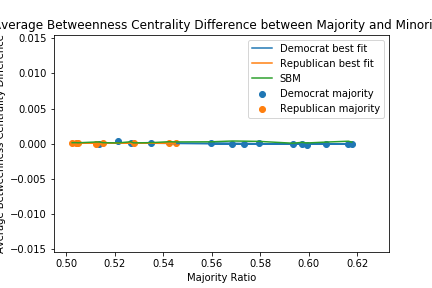 verage Betweenness Centrality Difference between Majority and Minori
0.015
0.010
0.005
0.000
−0.005
−0.010
−0.015
Average Betweenness Centrality Difference
Democrat best fit
Republican best fit
SBM
Democrat majority
Republican majority
0.50 0.52 0.54 0.56 0.58 0.60 0.62
Majority Ratio